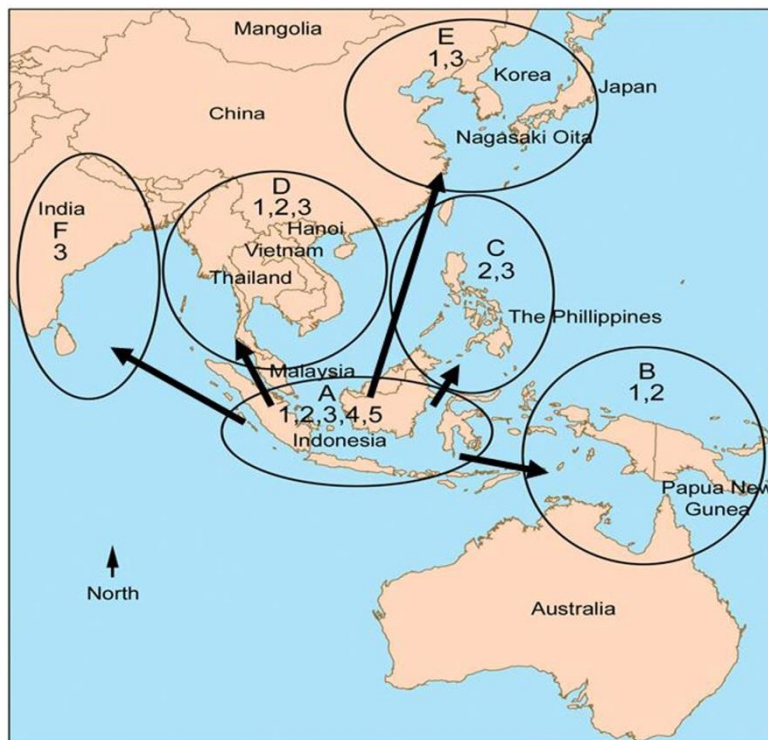 Mangolia
E
1,3
Korea
Japan
China
Nagasaki Oita
India
F
3
D
1,2,3
Hanoi
Vietnam
Thailand
C
2,3
The Phillippines
Malaysia
A
1,2,3,4,5
Indonesia
B
1,2
Papua New
Gunea
North
Australia